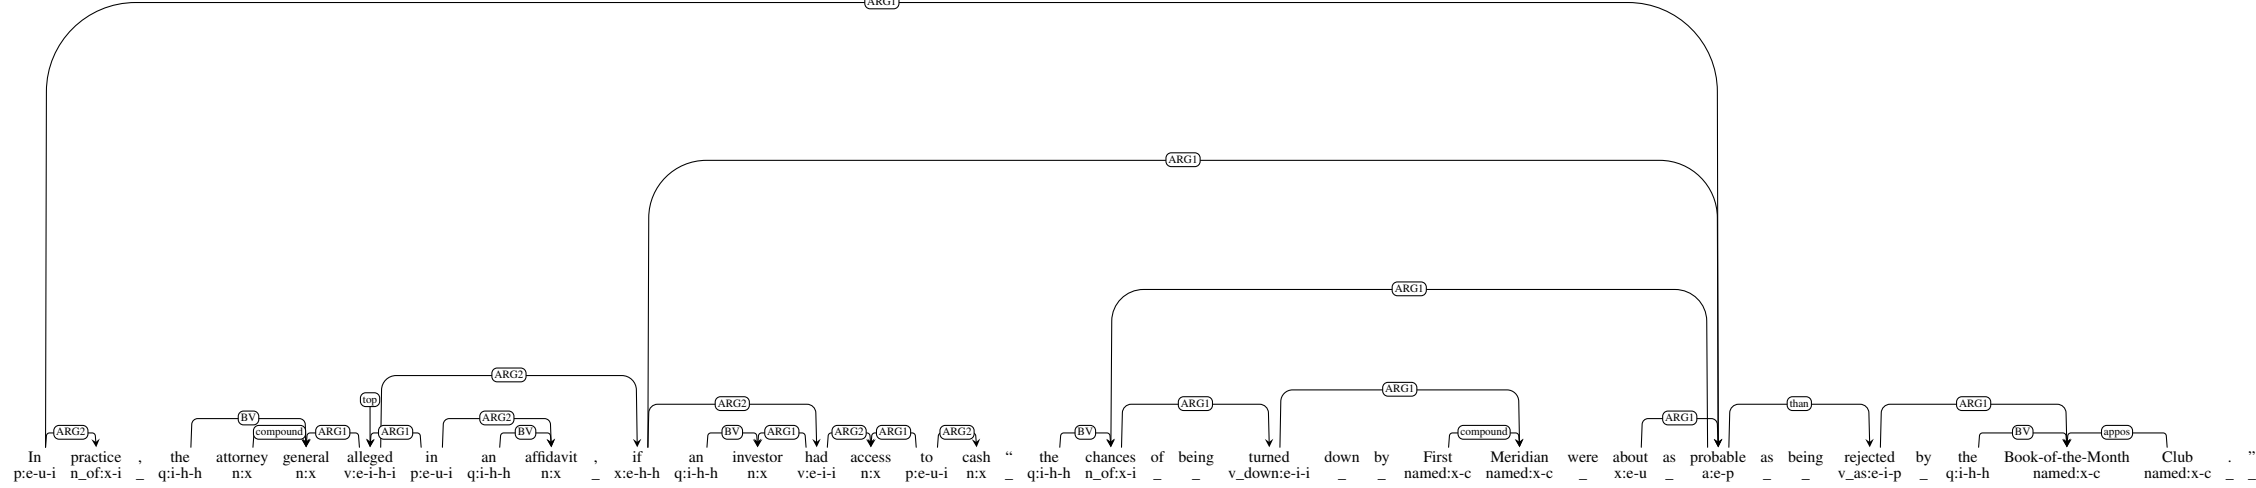 ARG1
ARG1
ARG1
ARG2
ARG1
top
ARG2 ARG1 than ARG1
BV ARG2 ARG1
ARG2 compound ARG1 ARG1 BV BV ARG1 ARG2 ARG1 ARG2 BV compound BV appos
In practice , the attorney general alleged in an affidavit , if an investor had access to cash “ the chances of being turned down by First Meridian were about as probable as being rejected by the Book-of-the-Month Club . ”
p:e-u-i n_of:x-i _ q:i-h-h n:x n:x v:e-i-h-i p:e-u-i q:i-h-h n:x _ x:e-h-h q:i-h-h n:x v:e-i-i n:x p:e-u-i n:x _ q:i-h-h n_of:x-i _ _ v_down:e-i-i _ _ named:x-c named:x-c _ x:e-u _ a:e-p _ _ v_as:e-i-p _ q:i-h-h named:x-c named:x-c _ _